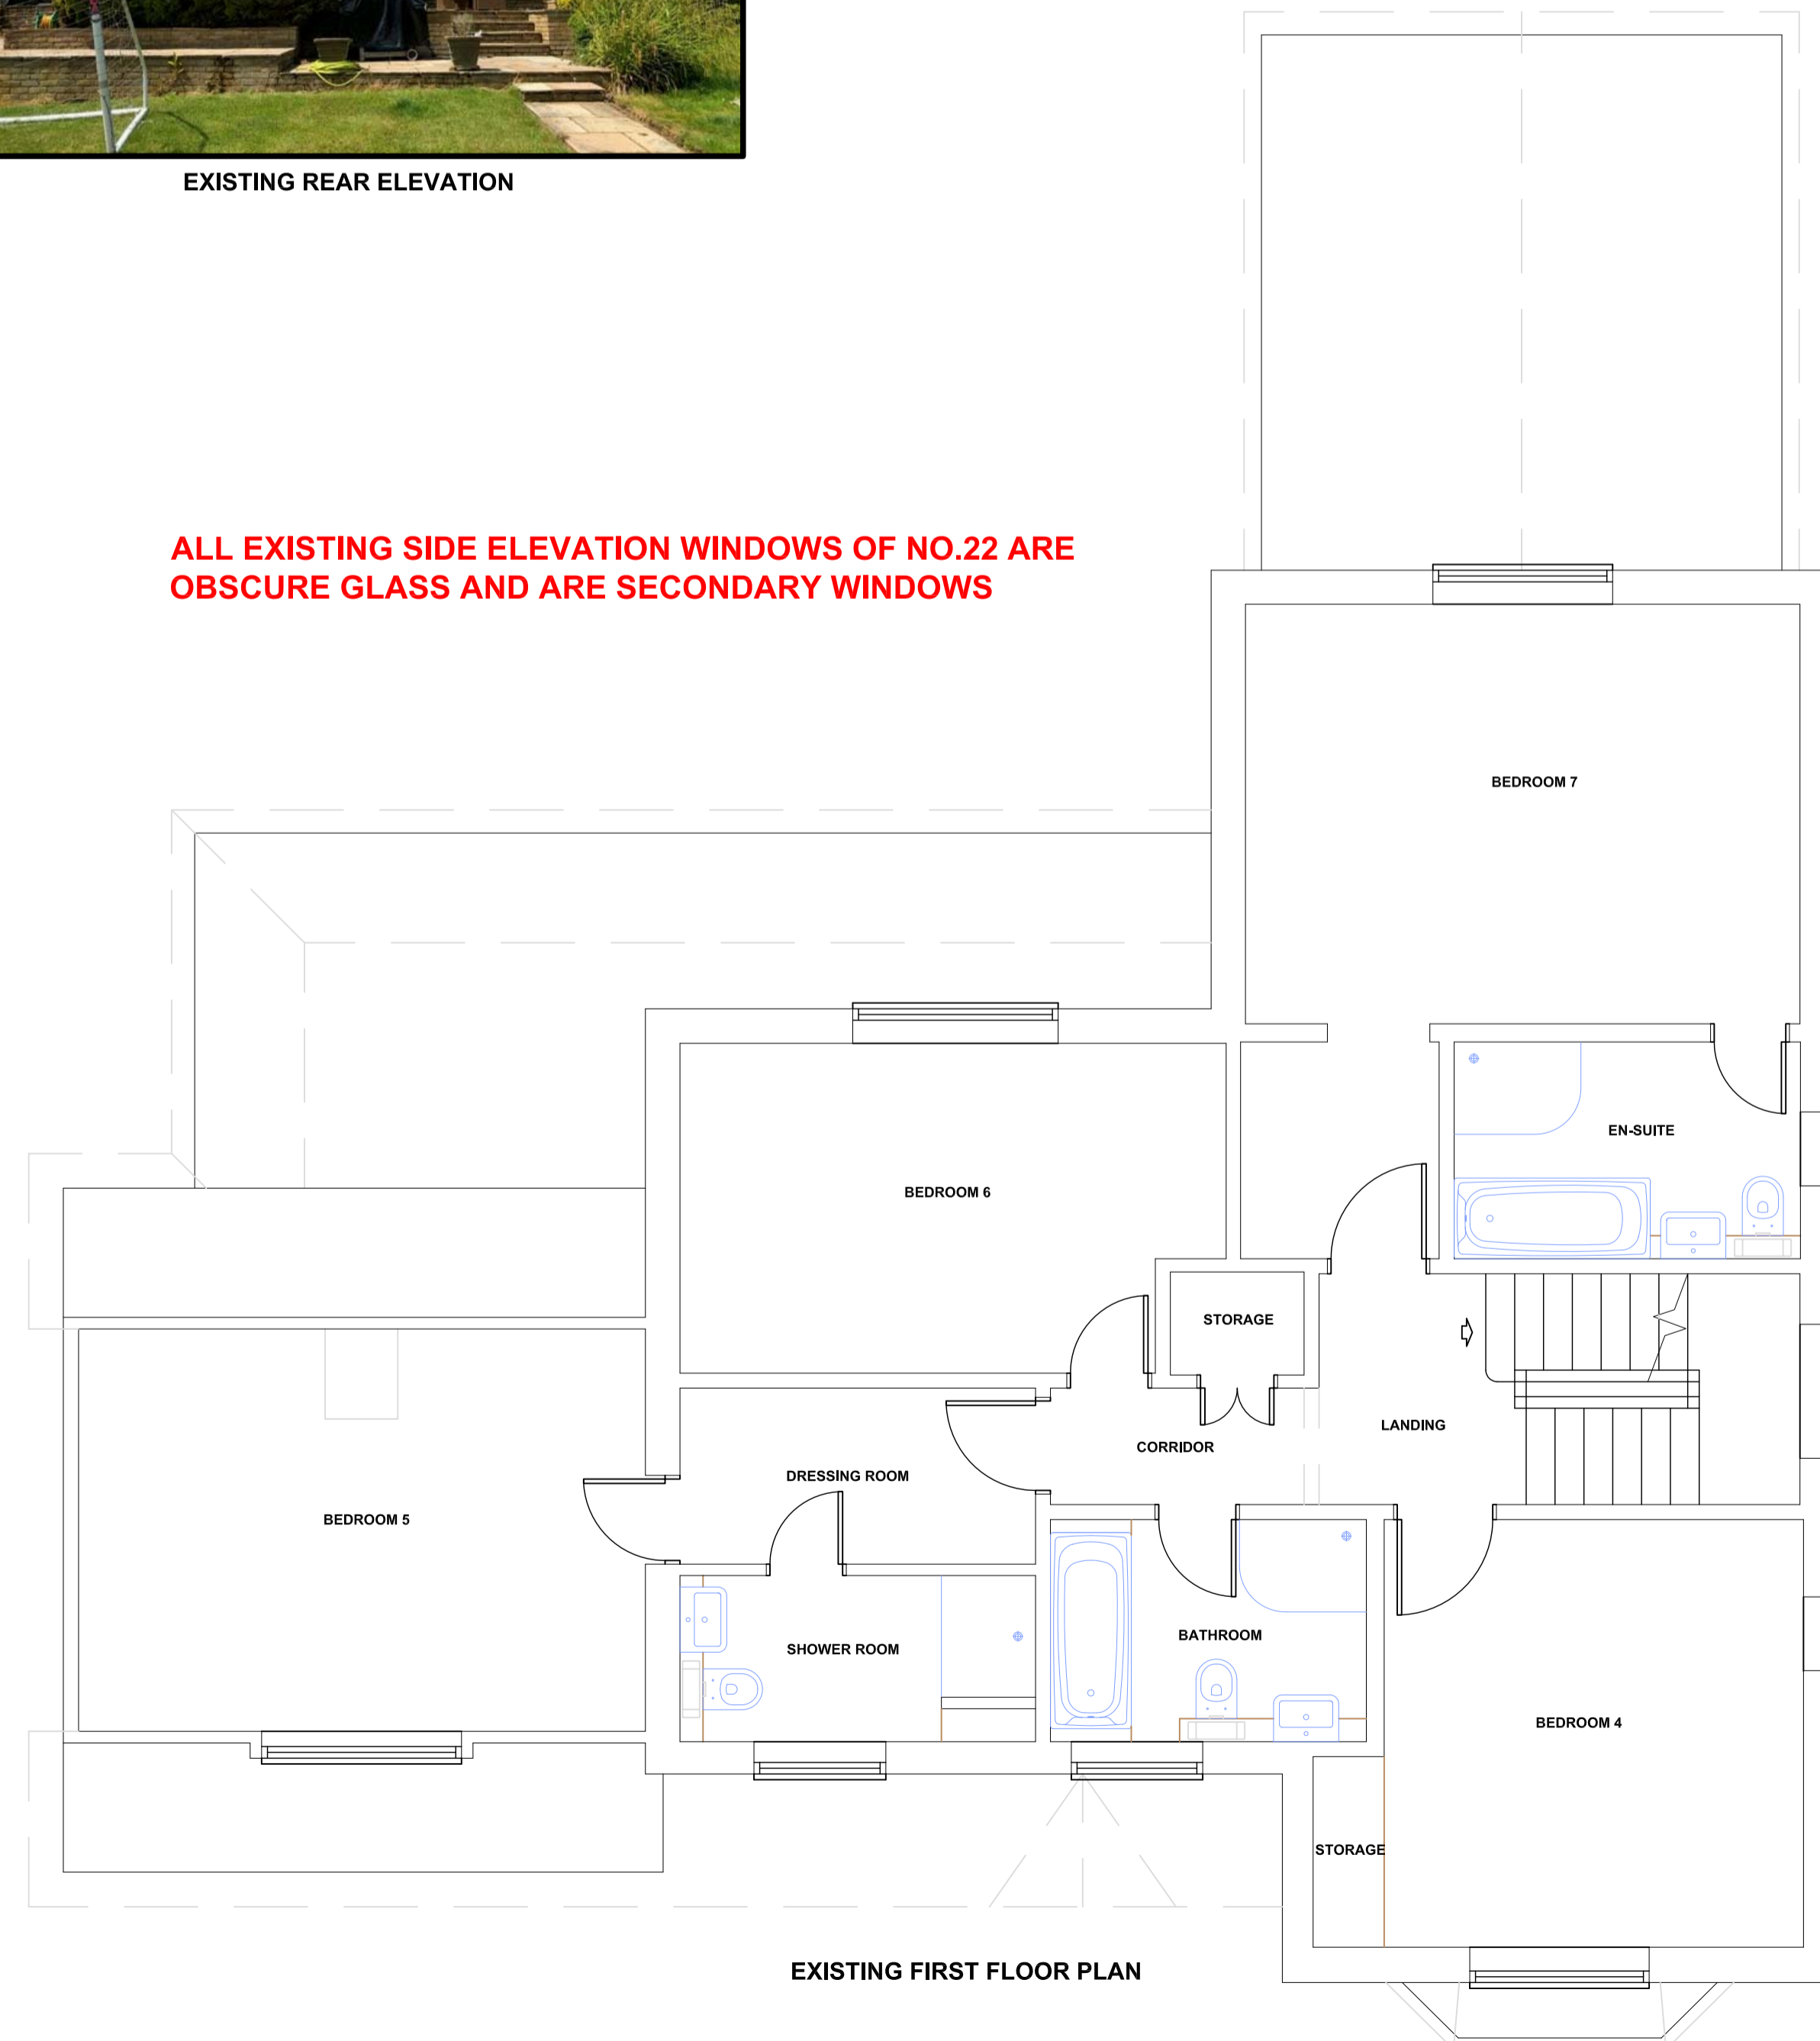 EXISTING REAR ELEVATION
ALL EXISTING SIDE ELEVATION WINDOWS OF NO.22 ARE
OBSCURE GLASS AND ARE SECONDARY WINDOWS
BEDROOM 7
EN-SUITE
BEDROOM 6
STORAGE
LANDING
CORRIDOR
DRESSING ROOM
BEDROOM 5
SHOWER ROOM
BATHROOM
BEDROOM 4
STORAGE
EXISTING FIRST FLOOR PLAN